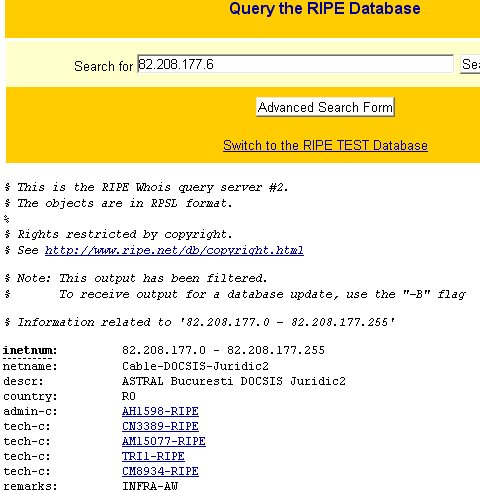 Query the RIPE Database
Search for 82.208.177.6
Advanced Search Form
Switch to the RIPE TEST Database
% This is the RIPE Whois query server #2.
% The objects are in RPSL format.
%
% Rights restricted by copyright.
% See http://www.ripe.net/db/copyright.html
% Note: This output has been filtered.
% To receive output for a database update, use the "-B" flag
% Information related to '82.208.177.0 - 82.208.177.255'
inetnum: 82.208.177.0 - 82.208.177.255
netname: Cable-DOCSIS-Juridic2
descr: ASTRAL Bucuresti DOCSIS Juridic2
country: RO
admin-c: AH1598-RIPE
tech-c: CN3389-RIPE
tech-c: AM15077-RIPE
tech-c: TRI1-RIPE
tech-c: CM8934-RIPE
remarks: INFRA-AW